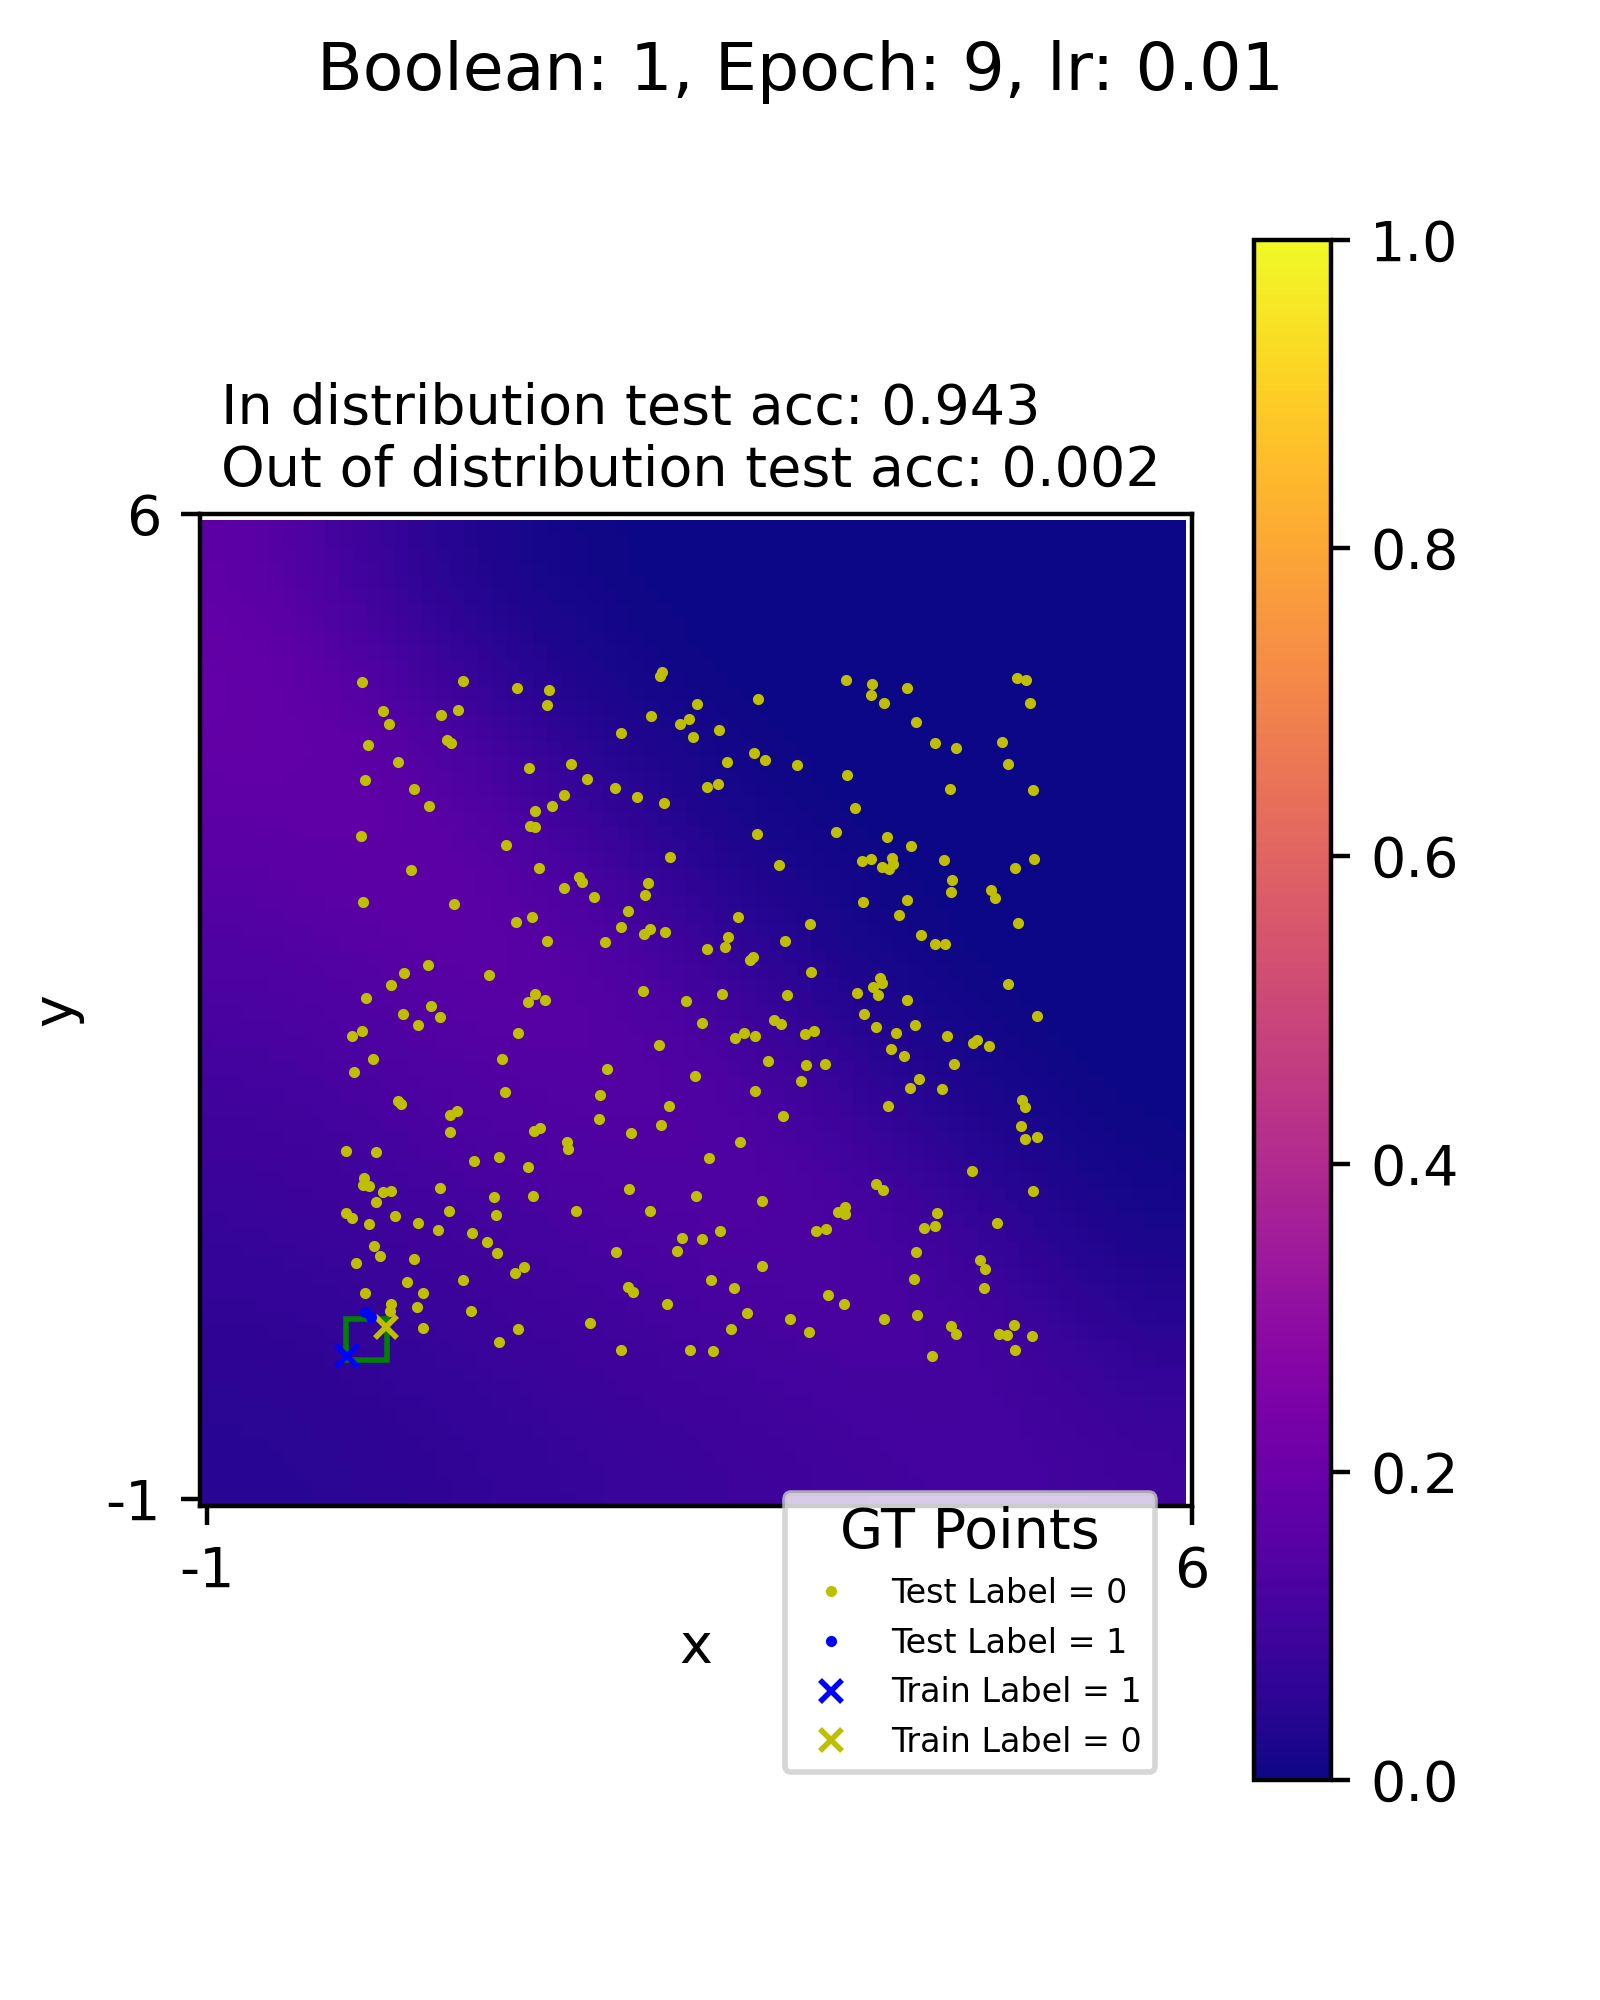 Boolean: 1, Epoch: 9, lr: 0.01
In distribution test acc: 0.943
Out of distribution test acc: 0.002
6
y
-1
-1
6
x
GT Points
Test Label = 0
Test Label = 1
Train Label = 1
Train Label = 0
1.0
0.8
0.6
0.4
0.2
0.0